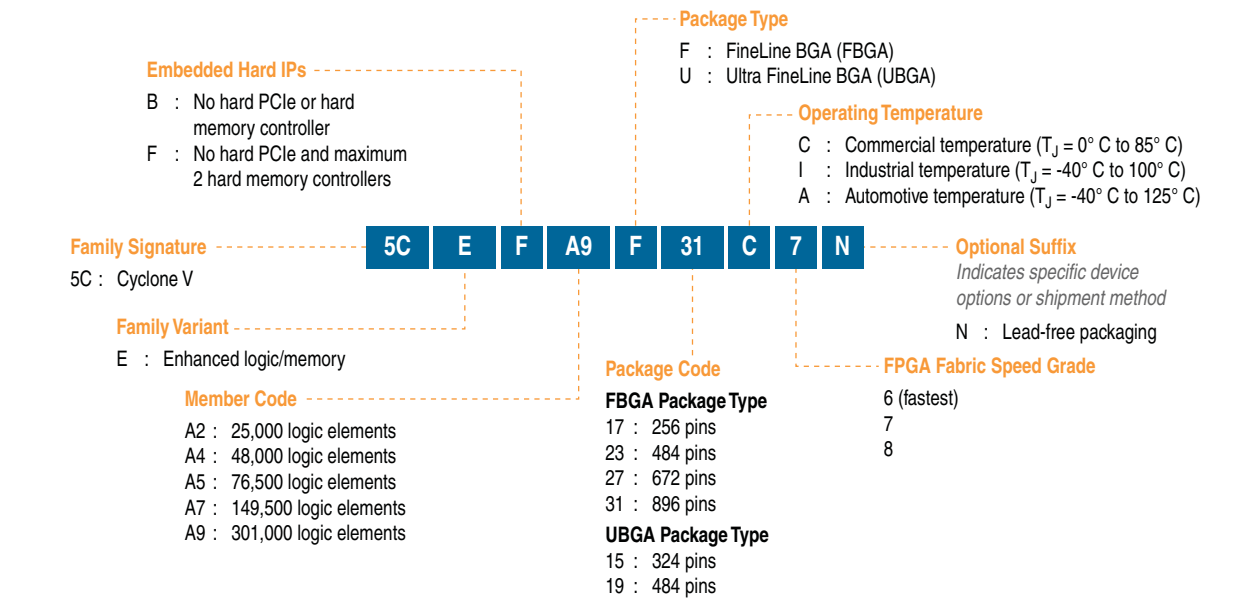 Package Type
F : FineLine BGA (FBGA)
U : Ultra FineLine BGA (UBGA)
Embedded Hard IPs
B : No hard PCIe or hard
memory controller
F : No hard PCIe and maximum
2 hard memory controllers
Operating Temperature
C : Commercial temperature (TJ = 0° C to 85° C)
I : Industrial temperature (TJ = -40° C to 100° C)
A : Automotive temperature (TJ = -40° C to 125° C)
5C E F A9 F 31 C 7 N
Family Signature
5C : Cyclone V
Optional Suffix
Indicates specific device
options or shipment method
N : Lead-free packaging
Family Variant
E : Enhanced logic/memory
Member Code
A2 : 25,000 logic elements
A4 : 48,000 logic elements
A5 : 76,500 logic elements
A7 : 149,500 logic elements
A9 : 301,000 logic elements
Package Code
FBGA Package Type
17 : 256 pins
23 : 484 pins
27 : 672 pins
31 : 896 pins
UBGA Package Type
15 : 324 pins
19 : 484 pins
FPGA Fabric Speed Grade
6 (fastest)
7
8